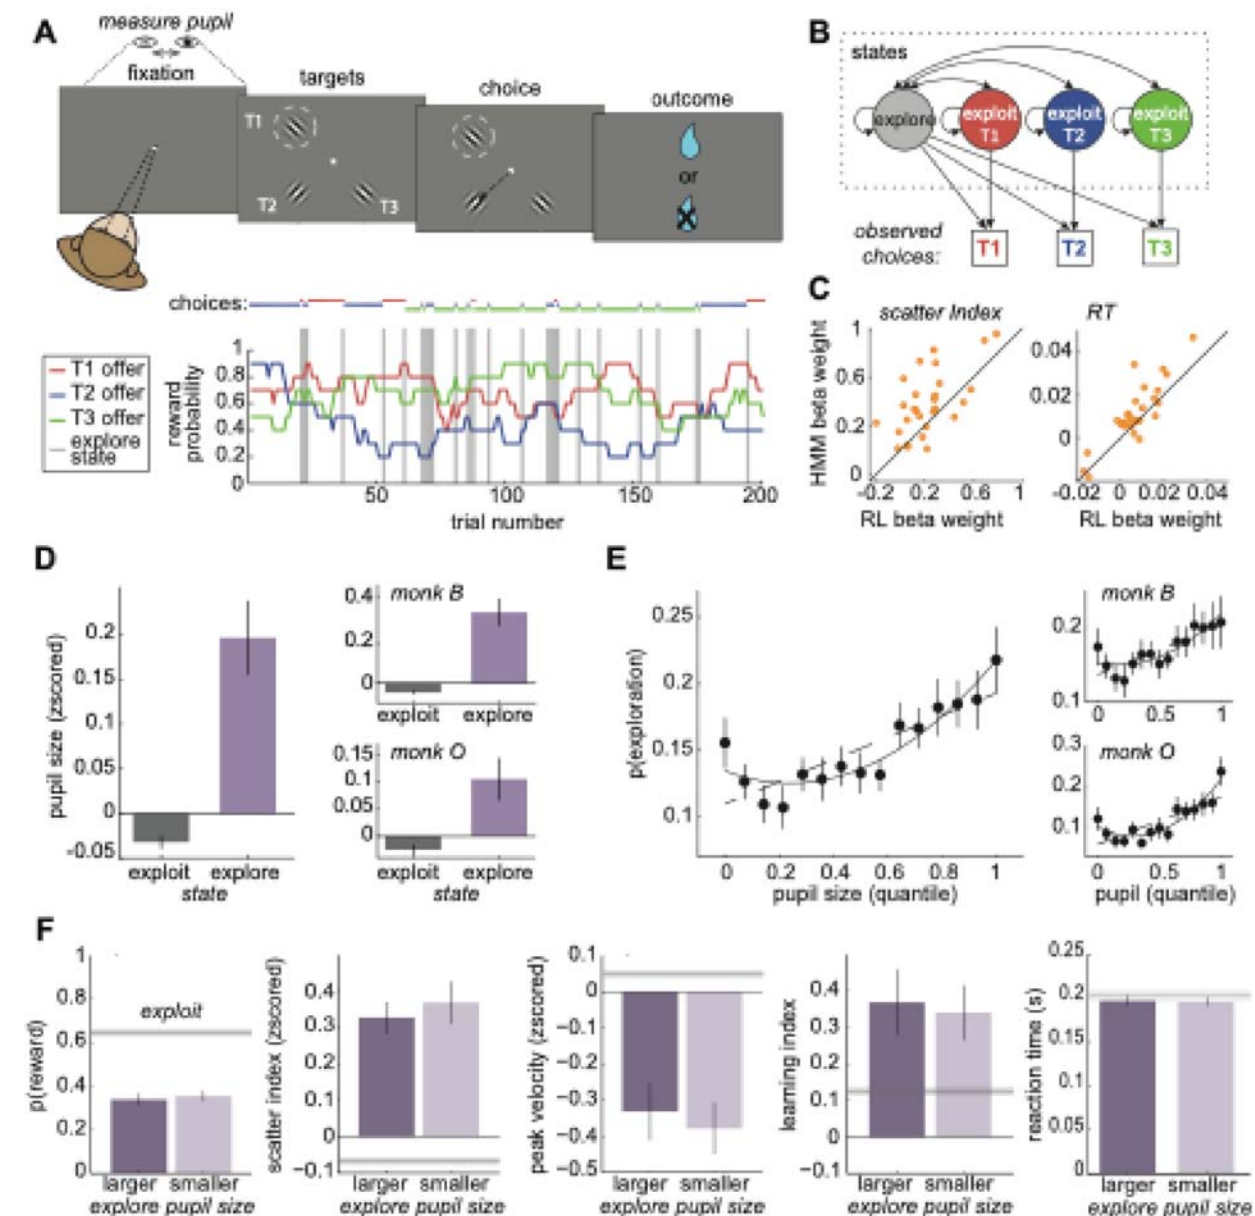 A
measure pupil
fixation
targets
choice
outcome
T1
T2
T3
or
choices:
T1 offer
T2 offer
T3 offer
explore
state
reward
probability
1
0.8
0.6
0.4
0.2
0
50
100
150
200
trial number
B
states
explore
exploit
T1
exploit
T2
exploit
T3
observed
choices:
T1
T2
T3
C
scatter Index
HMM beta weight
1
0.6
0.2
0
-0.2
0.2
0.6
1
RL beta weight
RT
0.04
0.02
0
-0.02
0
0.02
0.04
RL beta weight
D
pupil size (zscored)
0.2
0.15
0.1
0.05
0
-0.05
exploit
explore
state
monk B
0.4
0.2
0
exploit
explore
monk O
0.15
0.1
0.05
0
exploit
explore
state
E
p(exploration)
0.25
0.2
0.15
0.1
0
0.2
0.4
0.6
0.8
1
pupil size (quantile)
monk B
0.2
0.1
0
0.5
1
monk O
0.3
0.2
0.1
0
0.5
1
pupil (quantile)
F
p(reward)
1
0.8
0.6
0.4
0.2
0
exploit
larger
smaller
explore pupil size
scatter index (zscored)
0.4
0.3
0.2
0.1
0
−0.1
larger
smaller
explore pupil size
peak velocity (zscored)
0.1
0
−0.1
−0.2
−0.3
−0.4
−0.5
larger
smaller
explore pupil size
learning index
0.4
0.3
0.2
0.1
0
−0.1
larger
smaller
explore pupil size
reaction time (s)
0.25
0.2
0.15
0.1
0.05
0
larger
smaller
explore pupil size